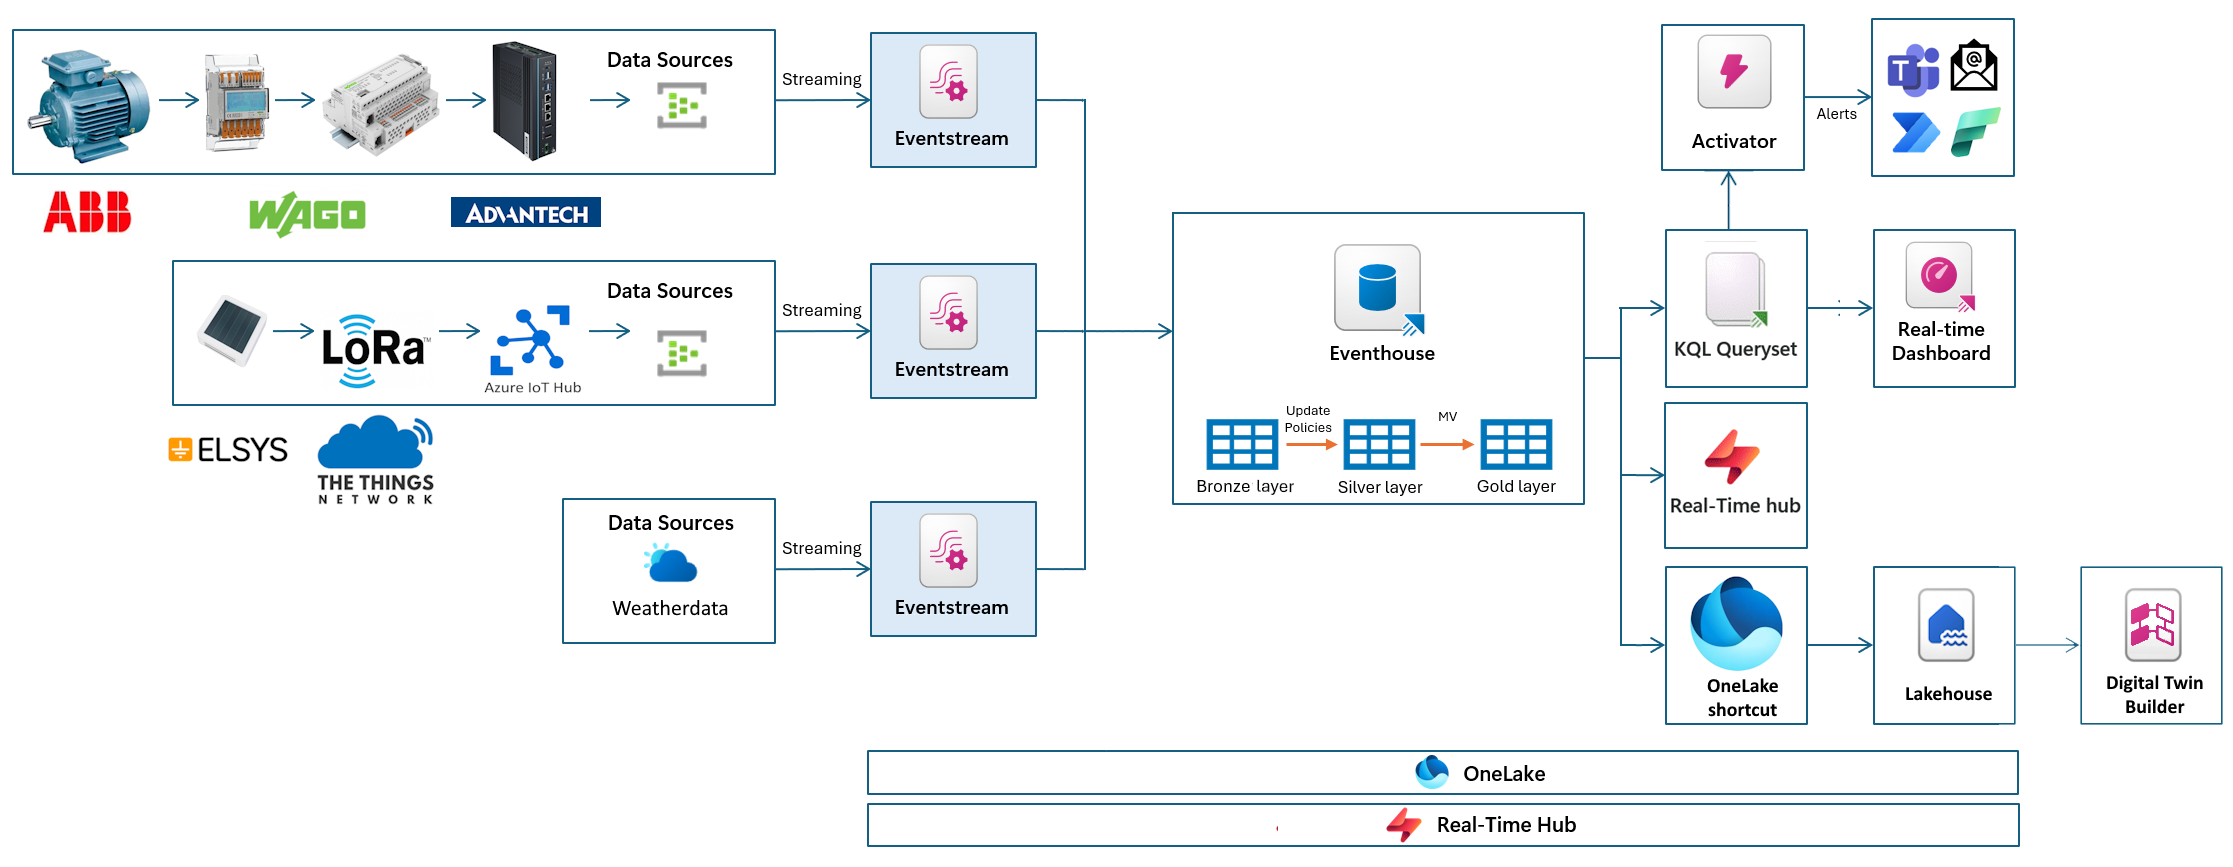 Data Sources
Streaming
Eventstream
ABB
WAGO
ADVANTECH
Data Sources
LoRa™
Azure IoT Hub
Streaming
Eventstream
ELSYS
THE THINGS
NETWORK
Data Sources
Weatherdata
Streaming
Eventstream
Eventhouse
Update
Policies
MV
Bronze layer
Silver layer
Gold layer
Activator
Alerts
T
@
KQL Queryset
:
Real-time
Dashboard
Real-Time hub
OneLake
shortcut
Lakehouse
Digital Twin
Builder
OneLake
Real-Time Hub